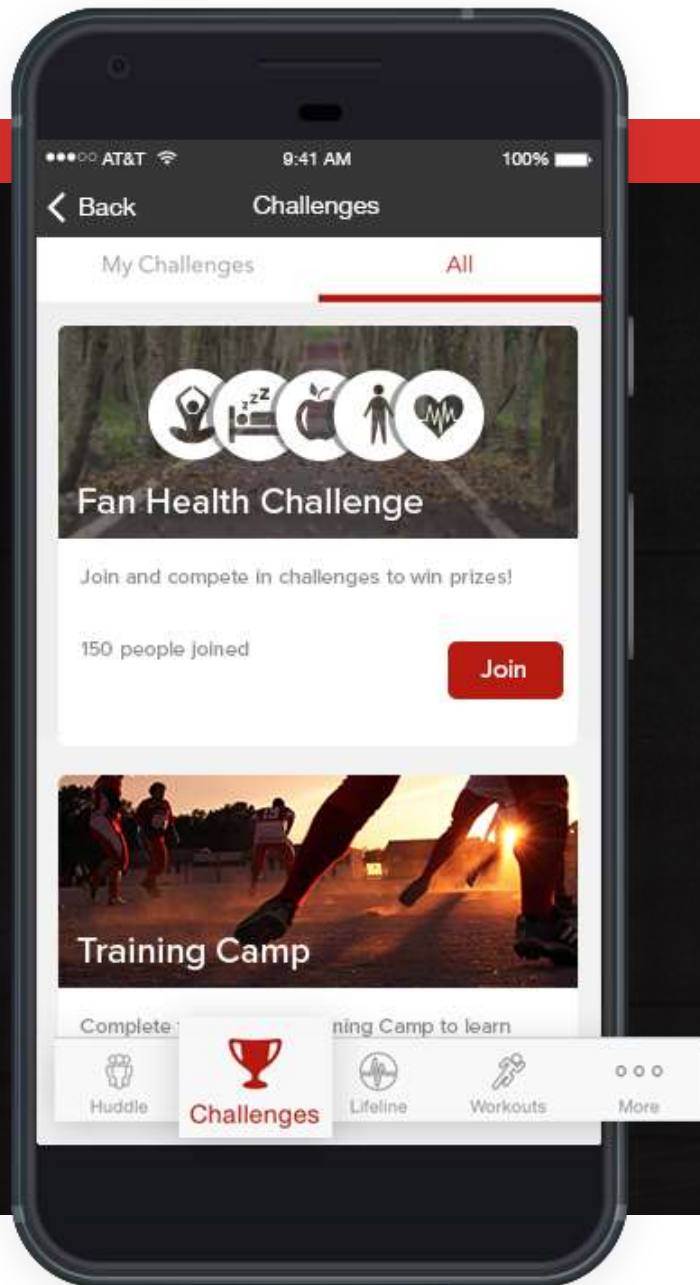 AT&T 9:41 AM 100%
Back Challenges
My Challenges All
zzZ
Fan Health Challenge
Join and compete in challenges to win prizes!
150 people joined
Join
Training Camp
Complete ning Camp to learn
Huddle Challenges Lifeline Workouts More